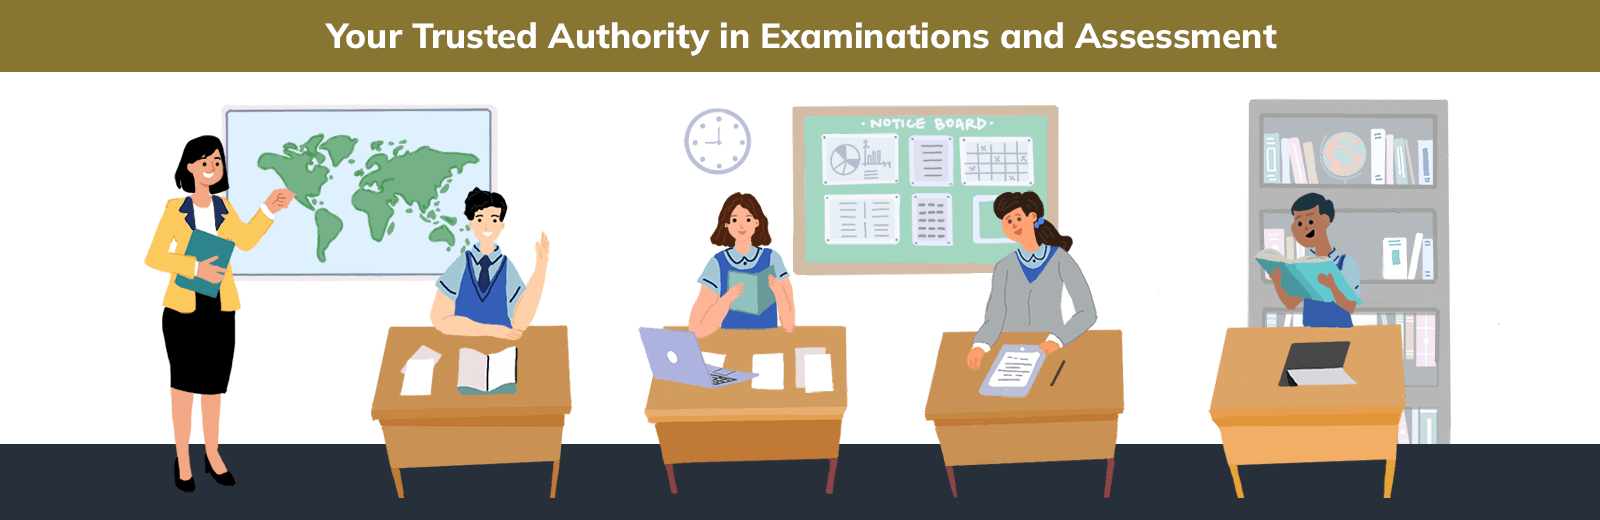 Your Trusted Authority in Examinations and Assessment
· NOTICE BOARD ·